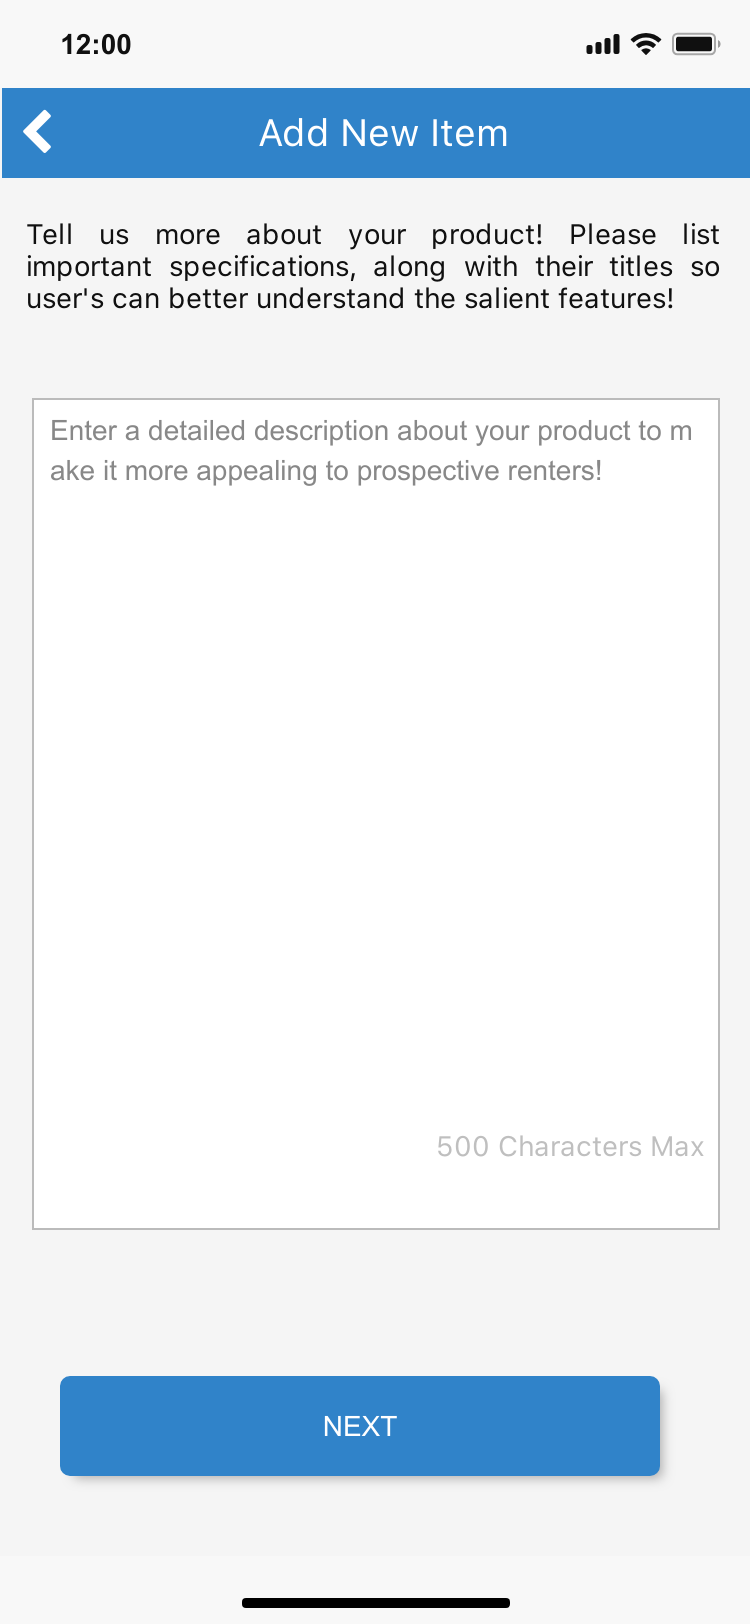 12:00
Add New Item
Tell us more about your product! Please list
important specifications, along with their titles so
user's can better understand the salient features!
Enter a detailed description about your product to m
ake it more appealing to prospective renters!
500 Characters Max
NEXT